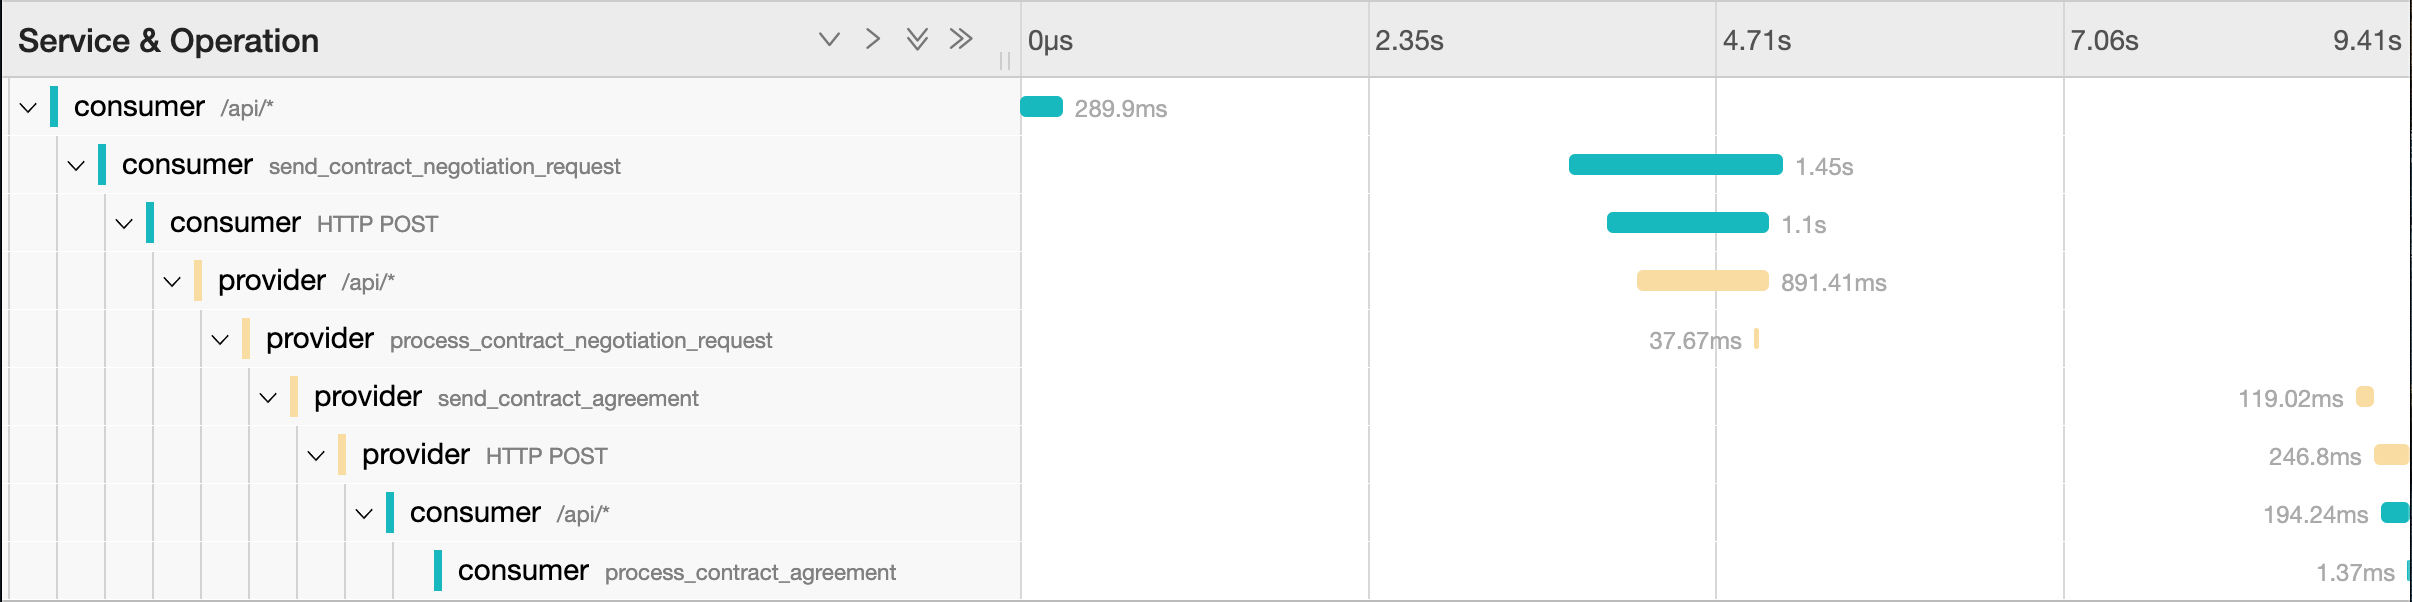 Service & Operation 0μs 2.35s 4.71s 7.06s 9.41s
consumer /api/* 289.9ms
consumer send_contract_negotiation_request 1.45s
consumer HTTP POST 1.1s
provider /api/* 891.41ms
provider process_contract_negotiation_request 37.67ms
provider send_contract_agreement 119.02ms
provider HTTP POST 246.8ms
consumer /api/* 194.24ms
consumer process_contract_agreement 1.37ms